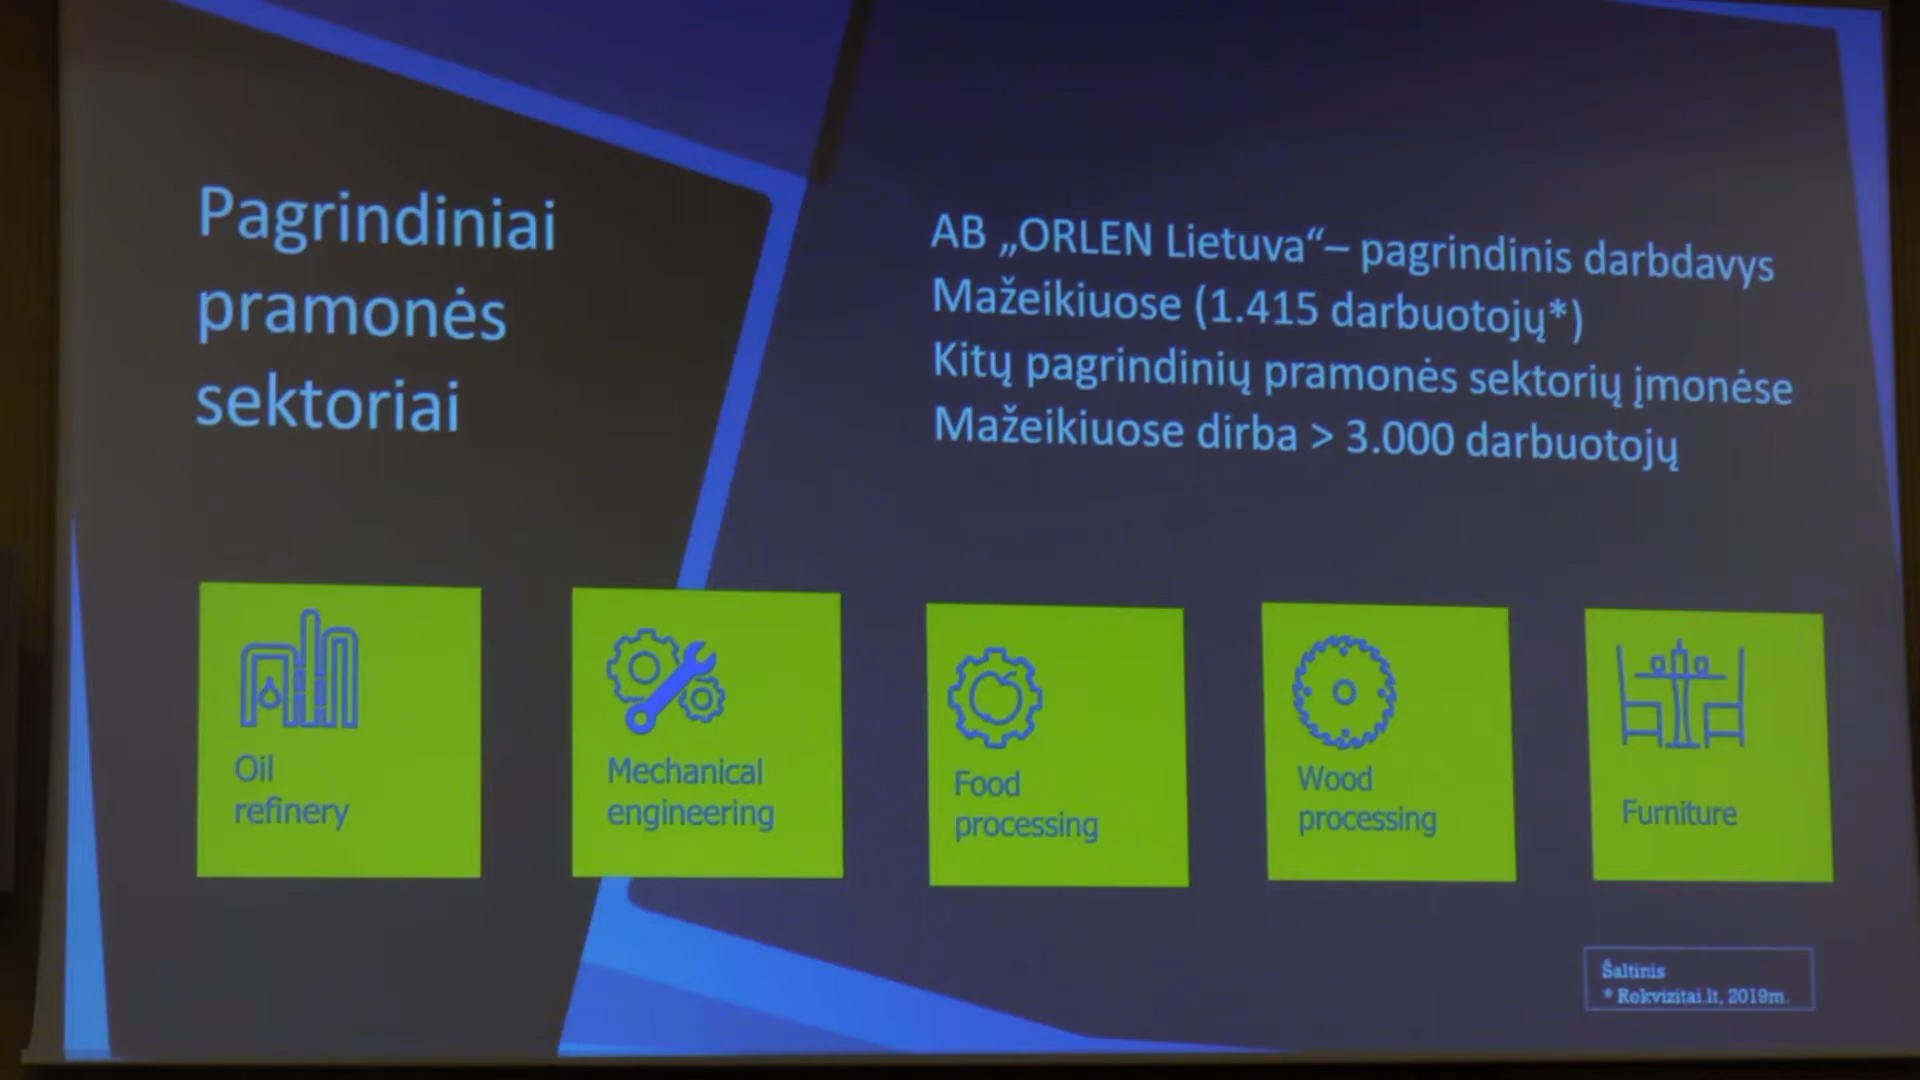 Pagrindiniai
pramonės
sektoriai
AB „ORLEN Lietuva“– pagrindinis darbdavys
Mažeikiuose (1.415 darbuotojų*)
Kitų pagrindinių pramonės sektorių įmonėse
Mažeikiuose dirba > 3.000 darbuotojų
Oil
refinery
Mechanical
engineering
Food
processing
Wood
processing
Furniture
Šaltinis
* Rekvizitai.lt, 2019m.